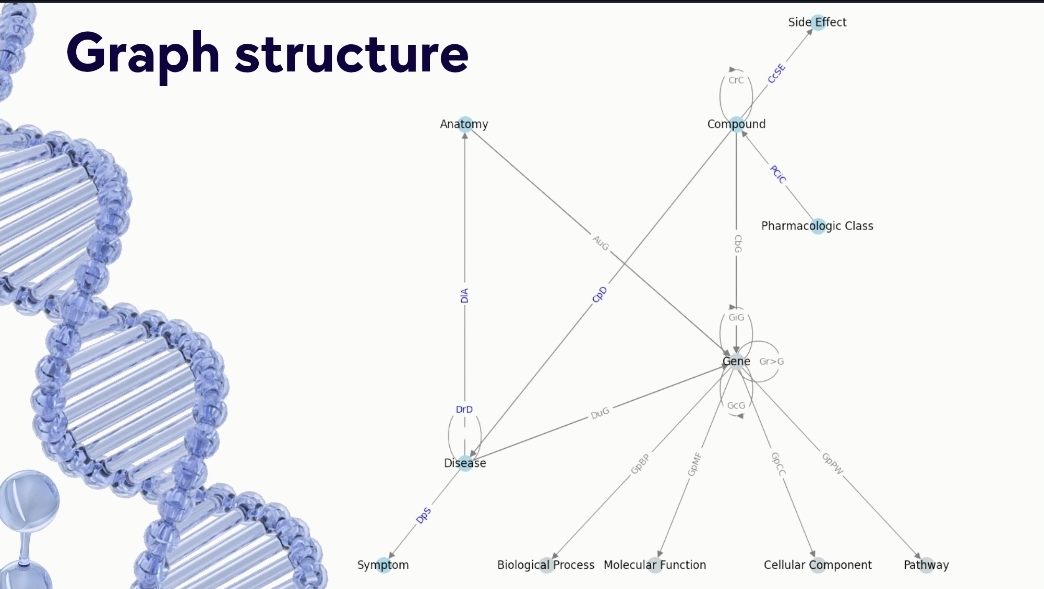 Graph structure
Side Effect
CcSE
CrC
Anatomy
Compound
PCiC
Pharmacologic Class
AuG
CbG
DlA
CpD
GiG
Gene
Gr>G
DrD
GcG
DuG
Disease
GpBP
GpMF
GpCC
GpPW
DpS
Symptom
Biological Process
Molecular Function
Cellular Component
Pathway